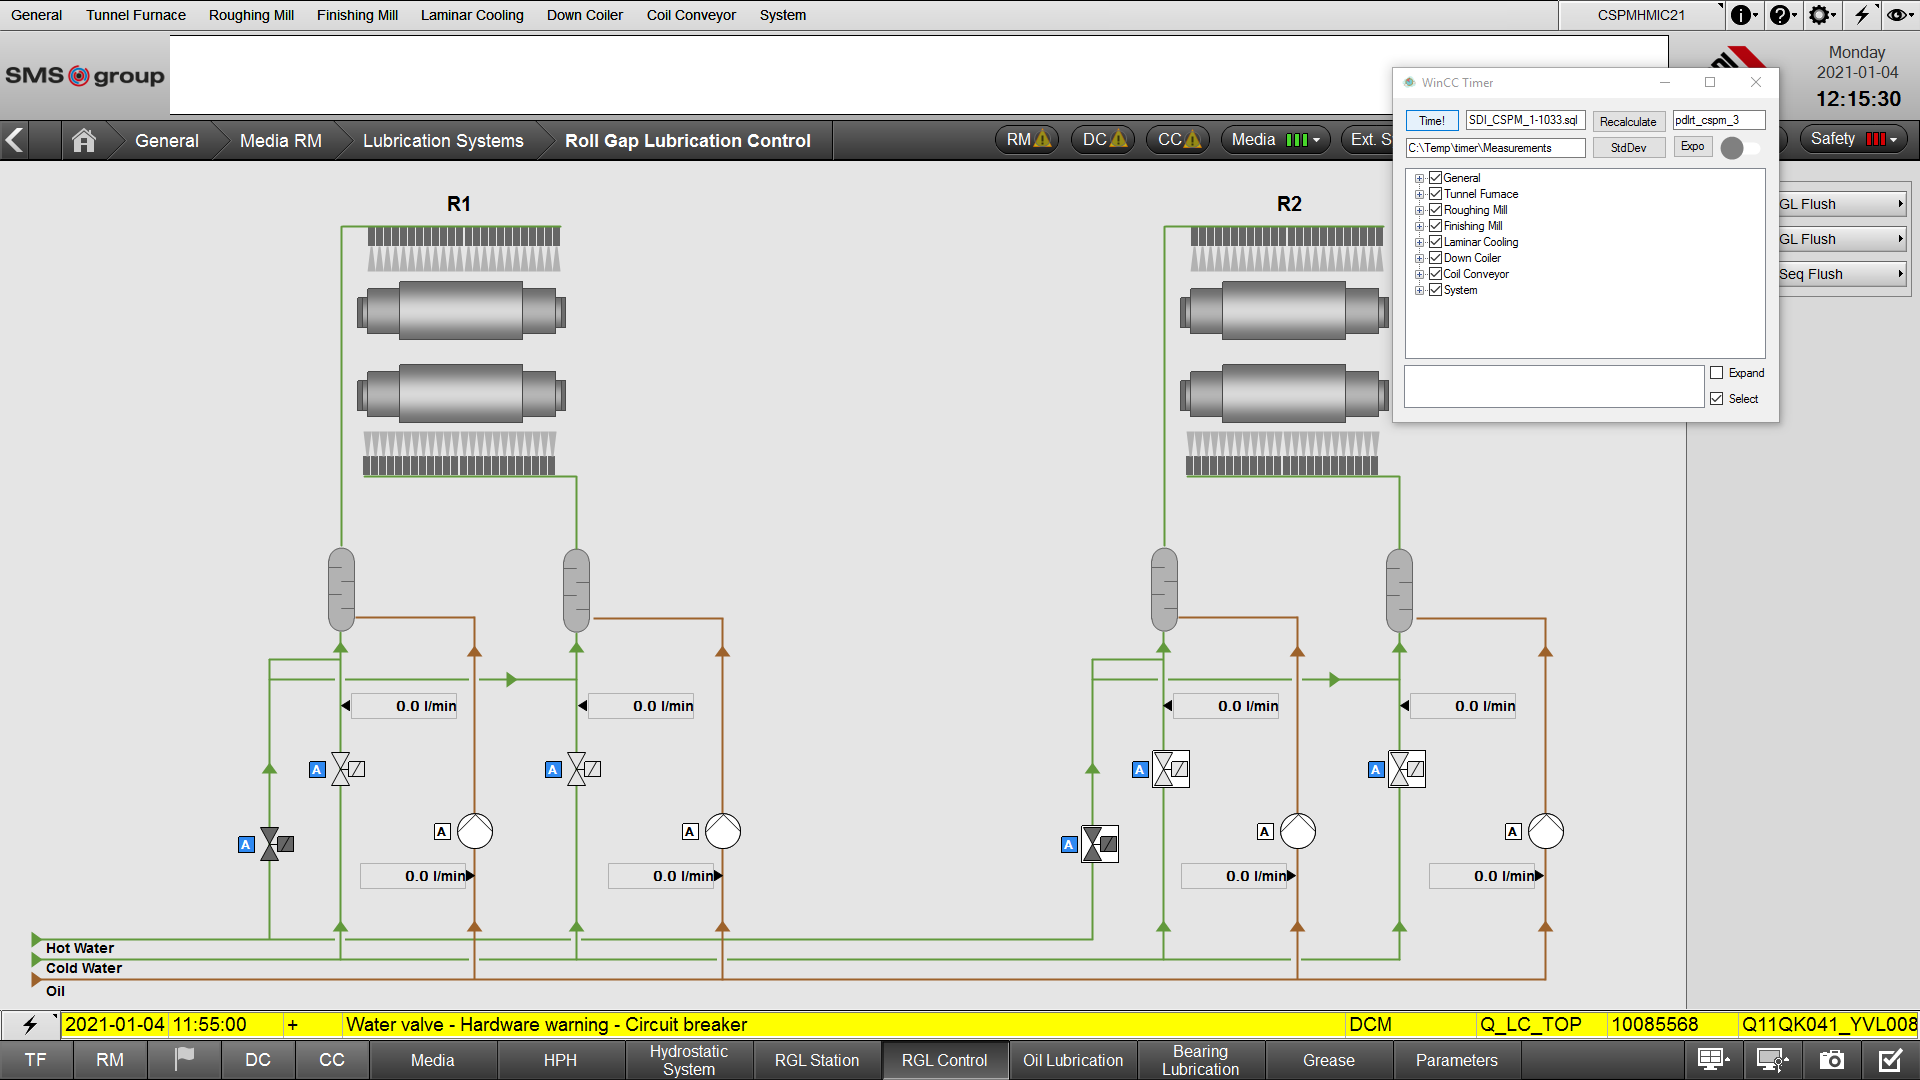 General Tunnel Furnace Roughing Mill Finishing Mill Laminar Cooling Down Coiler Coil Conveyor System CSPMHMIC21
SMS group
Monday
2021-01-04
12:15:30
General Media RM Lubrication Systems Roll Gap Lubrication Control RM DC CC Media Ext. S Safety
WinCC Timer
Time! SDI_CSPM_1-1033.sql Recalculate pdlrt_cspm_3
C:\Temp\timer\Measurements StdDev Expo
General
Tunnel Furnace
Roughing Mill
Finishing Mill
Laminar Cooling
Down Coiler
Coil Conveyor
System
Expand
Select
GL Flush
GL Flush
Seq Flush
R1 R2
0.0 l/min 0.0 l/min 0.0 l/min 0.0 l/min
A A A A
A A A A
A A
0.0 l/min 0.0 l/min 0.0 l/min 0.0 l/min
Hot Water
Cold Water
Oil
2021-01-04 11:55:00 + Water valve - Hardware warning - Circuit breaker DCM Q_LC_TOP 10085568 Q11QK041_YVL008
TF RM DC CC Media HPH Hydrostatic System RGL Station RGL Control Oil Lubrication Bearing Lubrication Grease Parameters